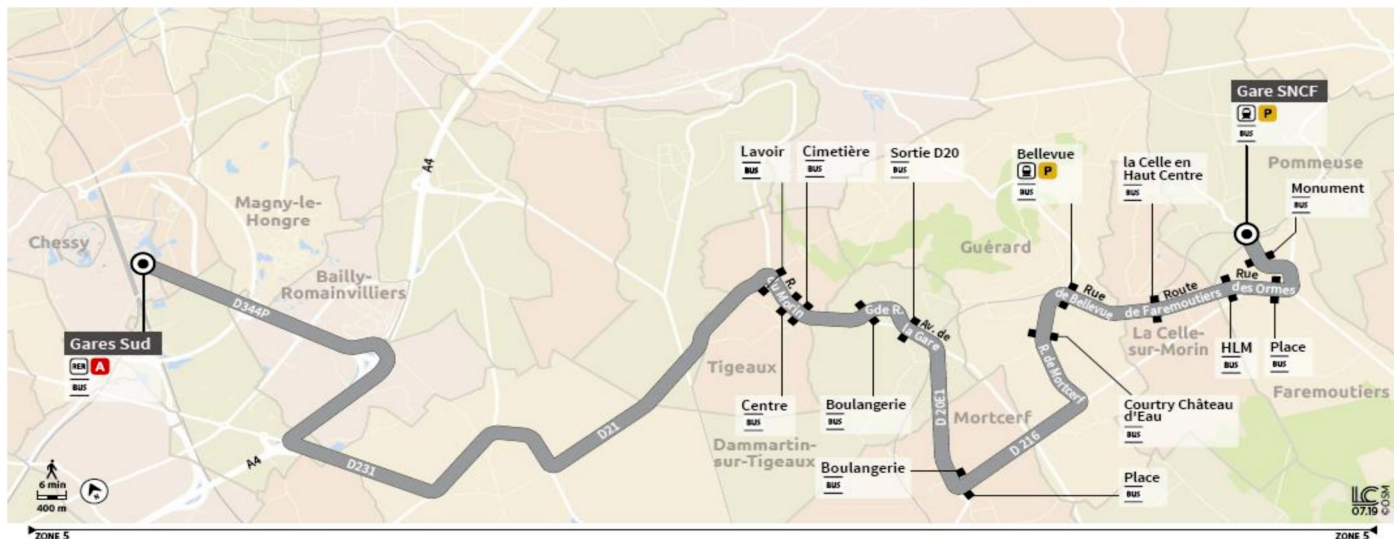 Gare SNCF
P
BUS
Pommeuse
Monument
BUS
Lavoir
BUS
Cimetière
BUS
Sortie D20
BUS
Bellevue
P
BUS
la Celle en
Haut Centre
BUS
A4
Magny-le-
Hongre
Chessy
Bailly-
Romainvilliers
Guérard
D344P
Gares Sud
RER A
BUS
R.
du Morin
Gde R.
Av. de
la Gare
Rue
de Bellevue
Route
de Faremoutiers
Rue
des Ormes
La Celle-
sur-Morin
HLM
BUS
Place
BUS
Tigeaux
R. de Mortcerf
Faremoutiers
Centre
BUS
Boulangerie
BUS
D 20E1
Mortcerf
Courtry Château
d'Eau
BUS
D21
D 216
Dammartin-
sur-Tigeaux
A4
D231
Boulangerie
BUS
Place
BUS
6 min
400 m
LC
07.19
©OSM
ZONE 5
ZONE 5